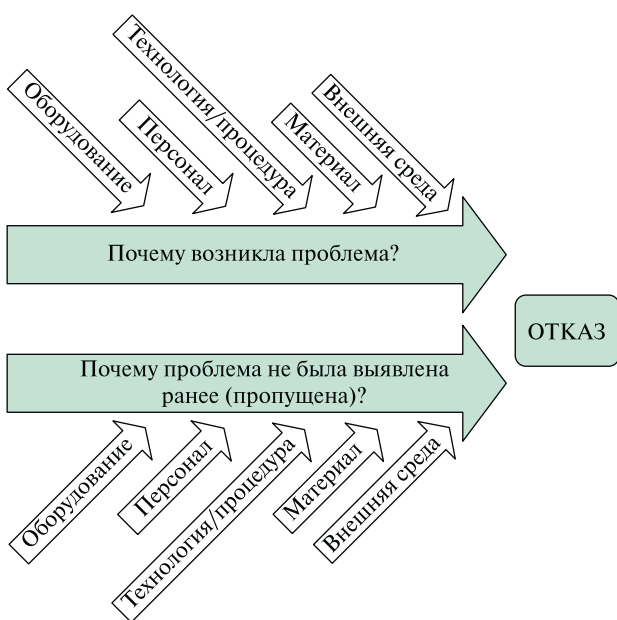 Оборудование
Персонал
Технология/процедура
Материал
Внешняя среда
Почему возникла проблема?
ОТКАЗ
Почему проблема не была выявлена
ранее (пропущена)?
Оборудование
Персонал
Технология/процедура
Материал
Внешняя среда